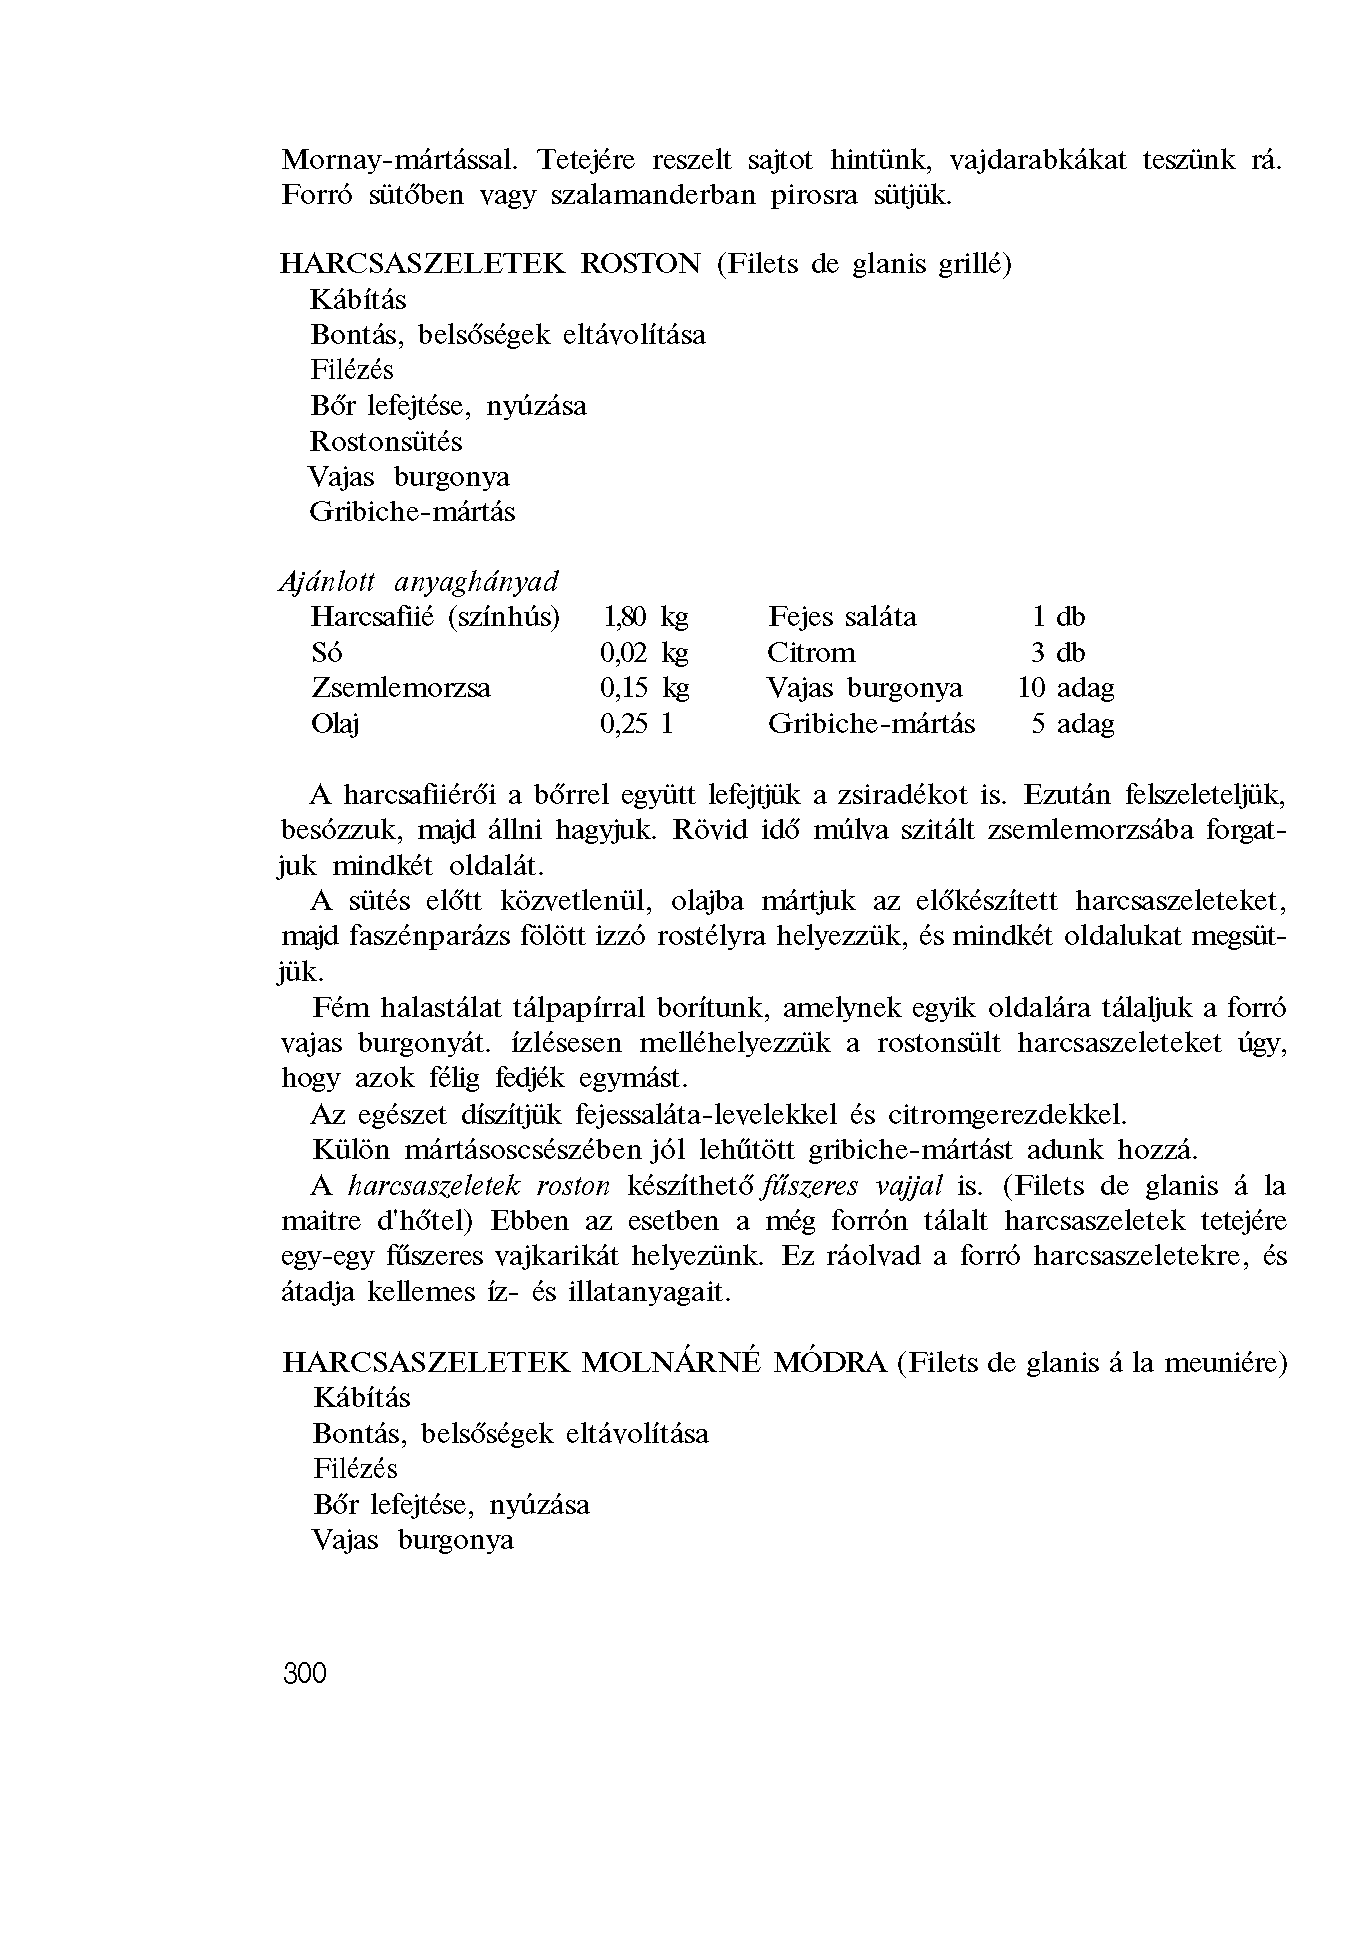 Mornay-mártással. Tetejére reszelt sajtot hintünk, vajdarabkákat teszünk rá.
Forró sütőben vagy szalamanderban pirosra sütjük.
HARCSASZELETEK ROSTON (Filets de glanis grillé)
Kábítás
Bontás, belsőségek eltávolítása
Filézés
Bőr lefejtése, nyúzása
Rostonsütés
Vajas burgonya
Gribiche-mártás
Ajánlott anyaghányad
Harcsafiié (színhús) 1,80 kg Fejes saláta 1 db
Só 0,02 kg Citrom 3 db
Zsemlemorzsa 0,15 kg Vajas burgonya 10 adag
Olaj 0,25 1 Gribiche-mártás 5 adag
A harcsafiiérői a bőrrel együtt lefejtjük a zsiradékot is. Ezután felszeleteljük,
besózzuk, majd állni hagyjuk. Rövid idő múlva szitált zsemlemorzsába forgat-
juk mindkét oldalát.
A sütés előtt közvetlenül, olajba mártjuk az előkészített harcsaszeleteket,
majd faszénparázs fölött izzó rostélyra helyezzük, és mindkét oldalukat megsüt-
jük.
Fém halastálat tálpapírral borítunk, amelynek egyik oldalára tálaljuk a forró
vajas burgonyát. ízlésesen melléhelyezzük a rostonsült harcsaszeleteket úgy,
hogy azok félig fedjék egymást.
Az egészet díszítjük fejessaláta-levelekkel és citromgerezdekkel.
Külön mártásoscsészében jól lehűtött gribiche-mártást adunk hozzá.
A harcsaszeletek roston készíthető fűszeres vajjal is. (Filets de glanis á la
maitre d'hőtel) Ebben az esetben a még forrón tálalt harcsaszeletek tetejére
egy-egy fűszeres vajkarikát helyezünk. Ez ráolvad a forró harcsaszeletekre, és
átadja kellemes íz- és illatanyagait.
HARCSASZELETEK MOLNÁRNÉ MÓDRA (Filets de glanis á la meuniére)
Kábítás
Bontás, belsőségek eltávolítása
Filézés
Bőr lefejtése, nyúzása
Vajas burgonya
300